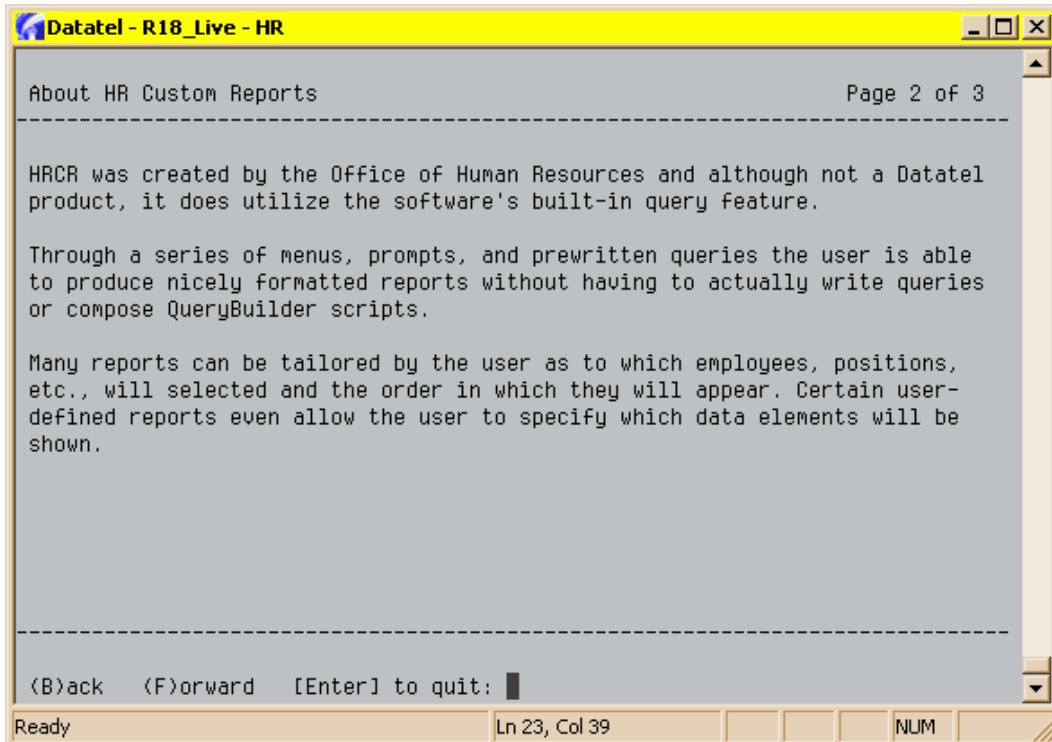 Datatel - R18_Live - HR
About HR Custom Reports Page 2 of 3
--------------------------------------------------------------------------------
HRCR was created by the Office of Human Resources and although not a Datatel
product, it does utilize the software's built-in query feature.
Through a series of menus, prompts, and prewritten queries the user is able
to produce nicely formatted reports without having to actually write queries
or compose QueryBuilder scripts.
Many reports can be tailored by the user as to which employees, positions,
etc., will selected and the order in which they will appear. Certain user-
defined reports even allow the user to specify which data elements will be
shown.
--------------------------------------------------------------------------------
(B)ack (F)orward [Enter] to quit:
Ready Ln 23, Col 39 NUM